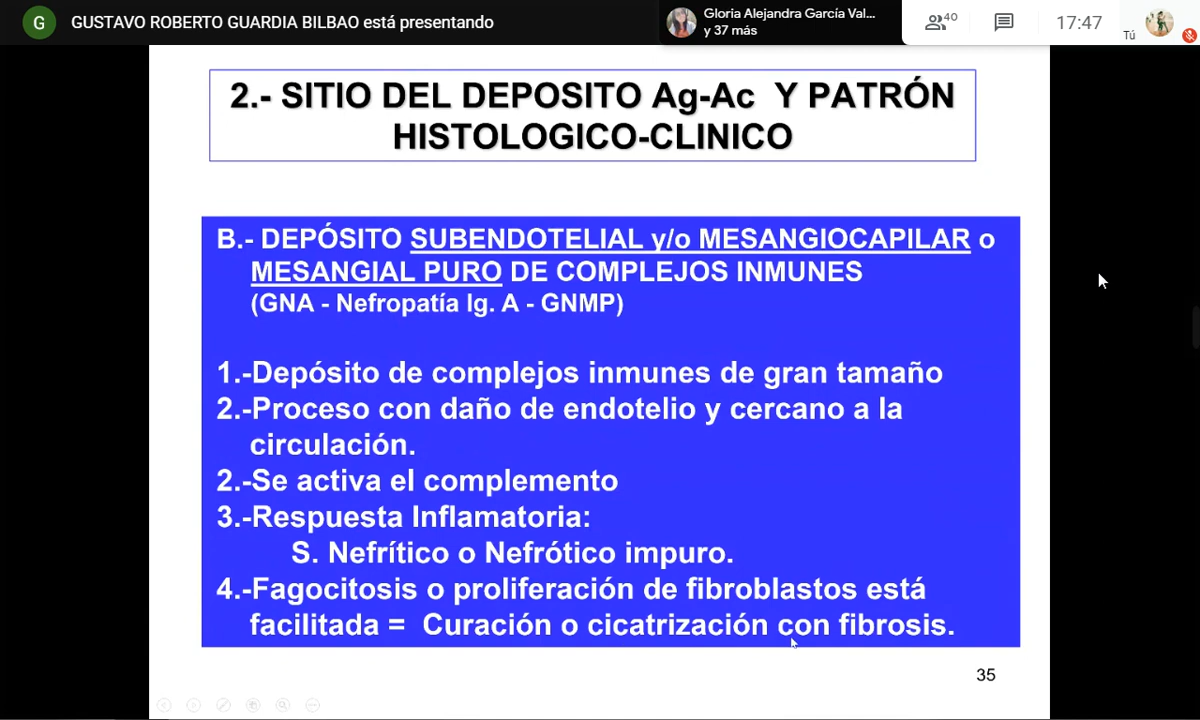 G
GUSTAVO ROBERTO GUARDIA BILBAO está presentando
Gloria Alejandra García Val...
y 37 más
40
17:47
Tú
2.- SITIO DEL DEPOSITO Ag-Ac Y PATRÓN
HISTOLOGICO-CLINICO
B.- DEPÓSITO SUBENDOTELIAL y/o MESANGIOCAPILAR o
MESANGIAL PURO DE COMPLEJOS INMUNES
(GNA - Nefropatía Ig. A - GNMP)
1.-Depósito de complejos inmunes de gran tamaño
2.-Proceso con daño de endotelio y cercano a la
circulación.
2.-Se activa el complemento
3.-Respuesta Inflamatoria:
S. Nefrítico o Nefrótico impuro.
4.-Fagocitosis o proliferación de fibroblastos está
facilitada = Curación o cicatrización con fibrosis.
35